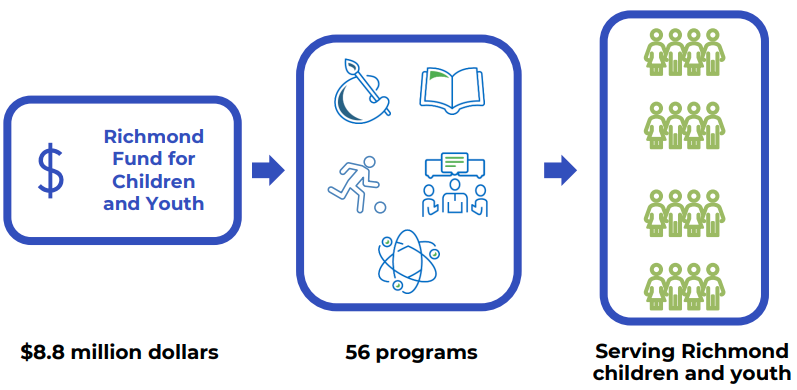 $
Richmond
Fund for
Children
and Youth
$8.8 million dollars
56 programs
Serving Richmond
children and youth